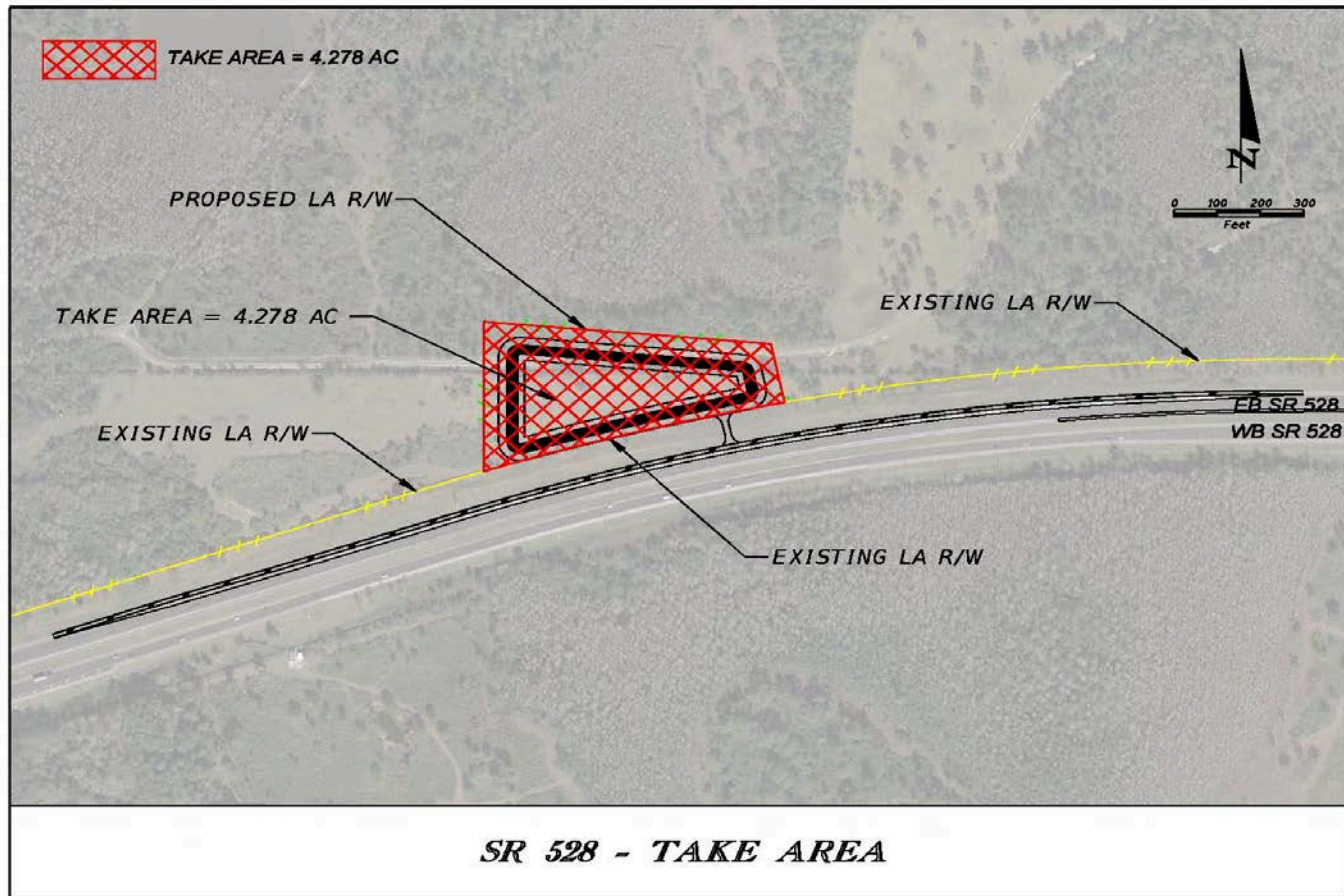 TAKE AREA = 4.278 AC
N
0 100 200 300
Feet
PROPOSED LA R/W
TAKE AREA = 4.278 AC
EXISTING LA R/W
EXISTING LA R/W
EB SR 528
WB SR 528
EXISTING LA R/W
SR 528 - TAKE AREA